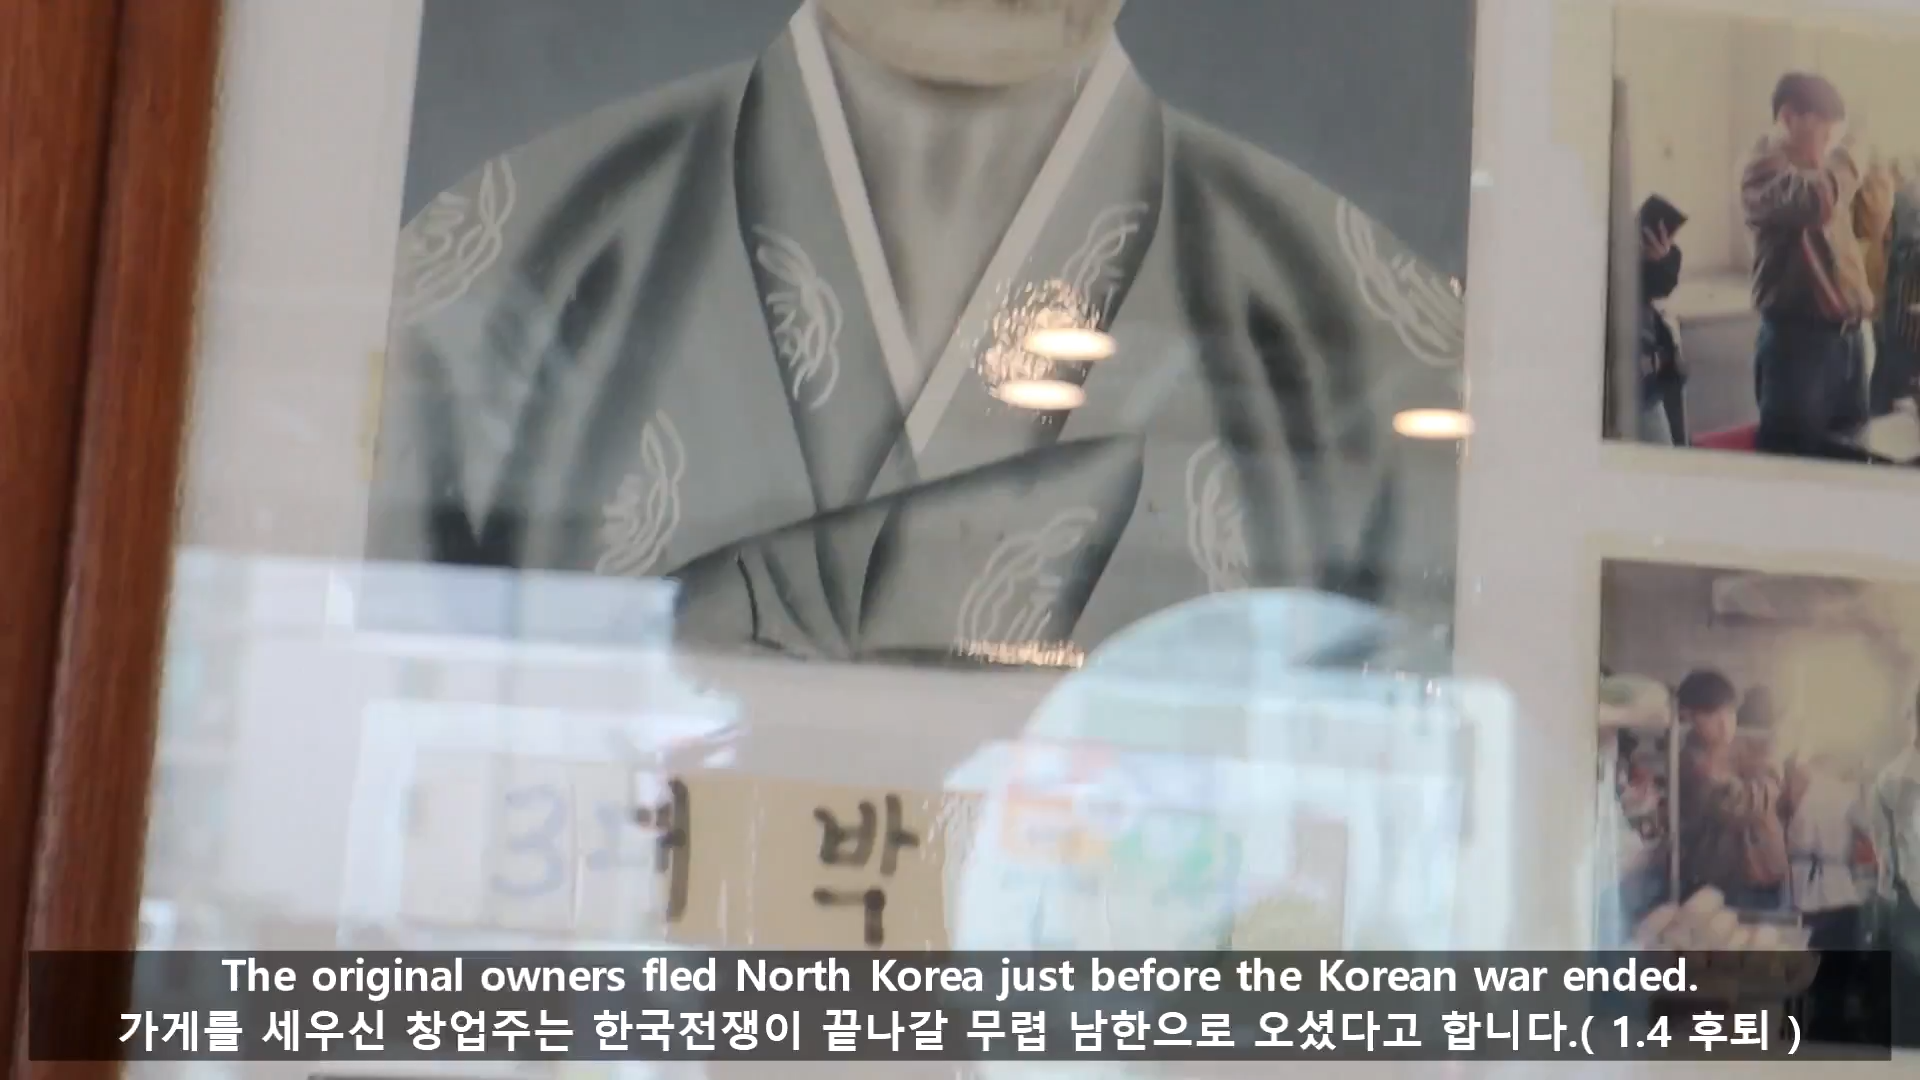 3대 박
The original owners fled North Korea just before the Korean war ended.
가게를 세우신 창업주는 한국전쟁이 끝나갈 무렵 남한으로 오셨다고 합니다.( 1.4 후퇴 )